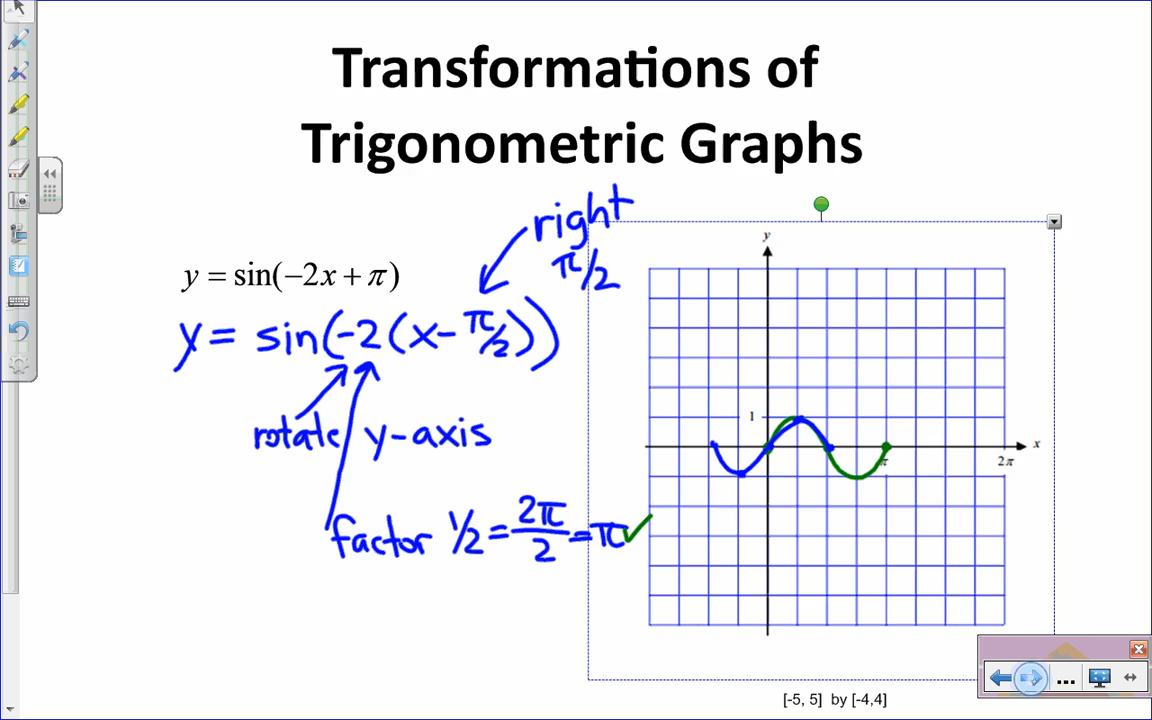 Transformations of
Trigonometric Graphs
right
π/2
y = sin(−2x + π)
y = sin(-2(x-π/2))
rotate y-axis
factor 1/2 = 2π/2 = π✓
y
1
x
π
2π
[-5, 5] by [-4,4]
...